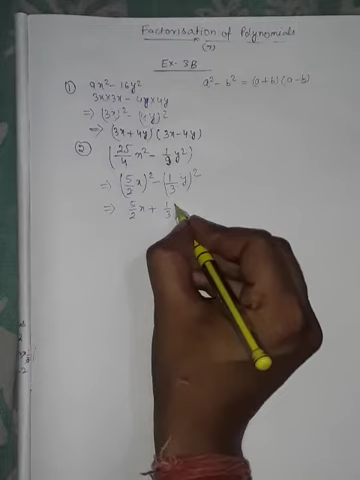 Factorisation of Polynomials
Ex-3B
① 9x² - 16y²
a² - b² = (a+b) (a-b)
3x×3x - 4y×4y
⇒ (3x)² - (4y)²
⇒ (3x+4y) (3x-4y)
② (25/4 x² - 1/9 y²)
⇒ (5/2 x)² - (1/3 y)²
⇒ 5/2 x + 1/3